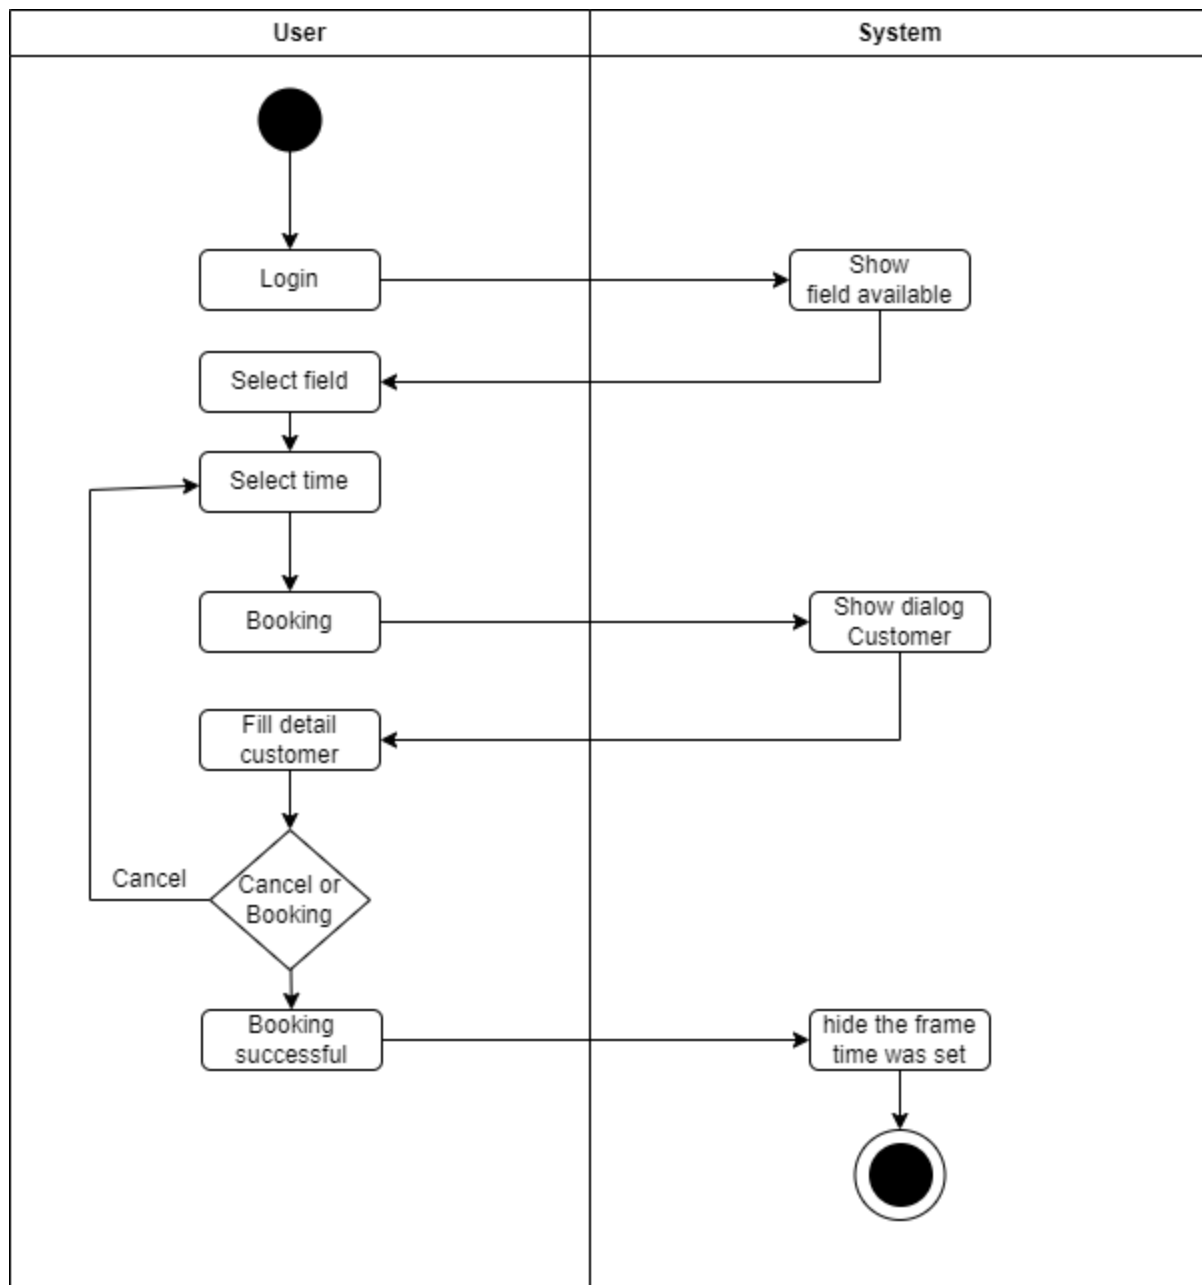 User
System
Login
Show
field available
Select field
Select time
Booking
Show dialog
Customer
Fill detail
customer
Cancel
Cancel or
Booking
Booking
successful
hide the frame
time was set